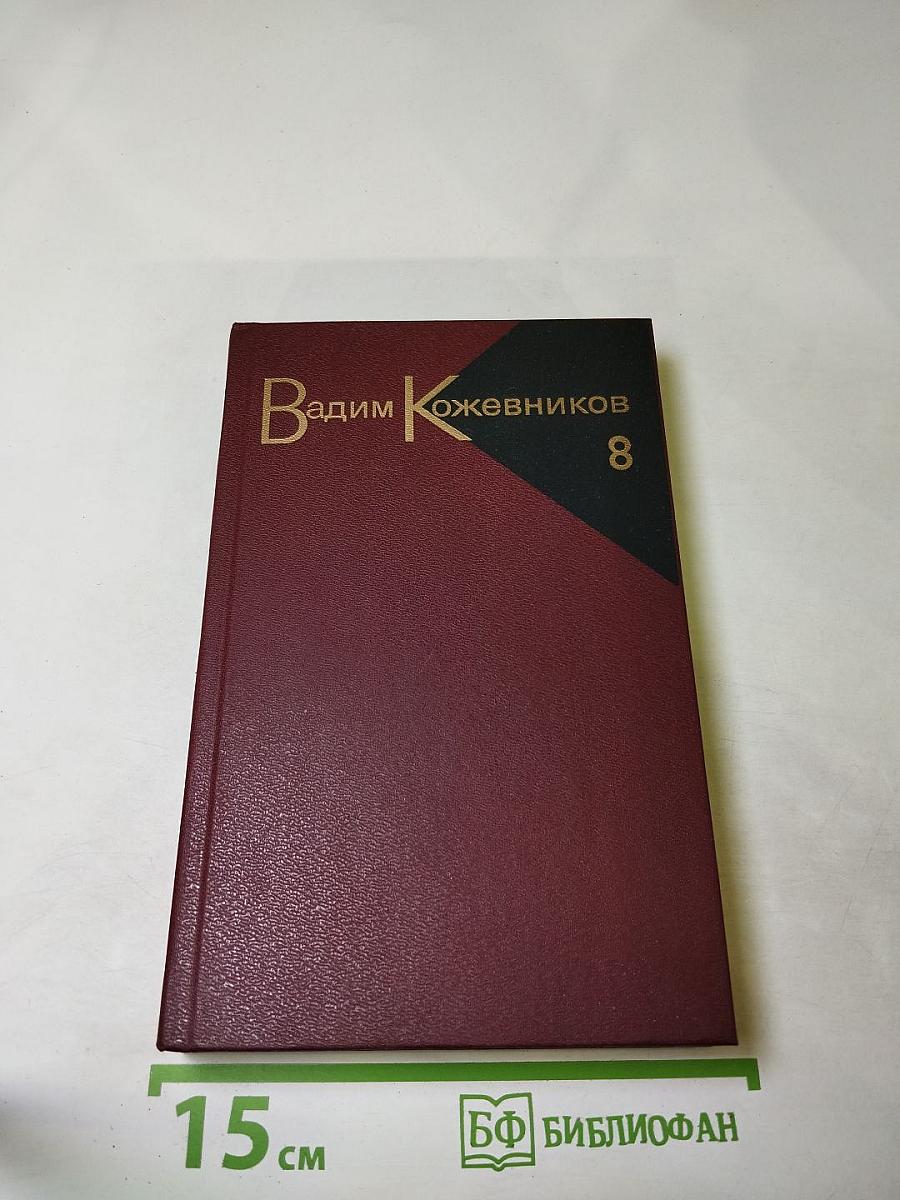 Вадим Кожевников
8
15 см
БФ БИБЛИОФАН